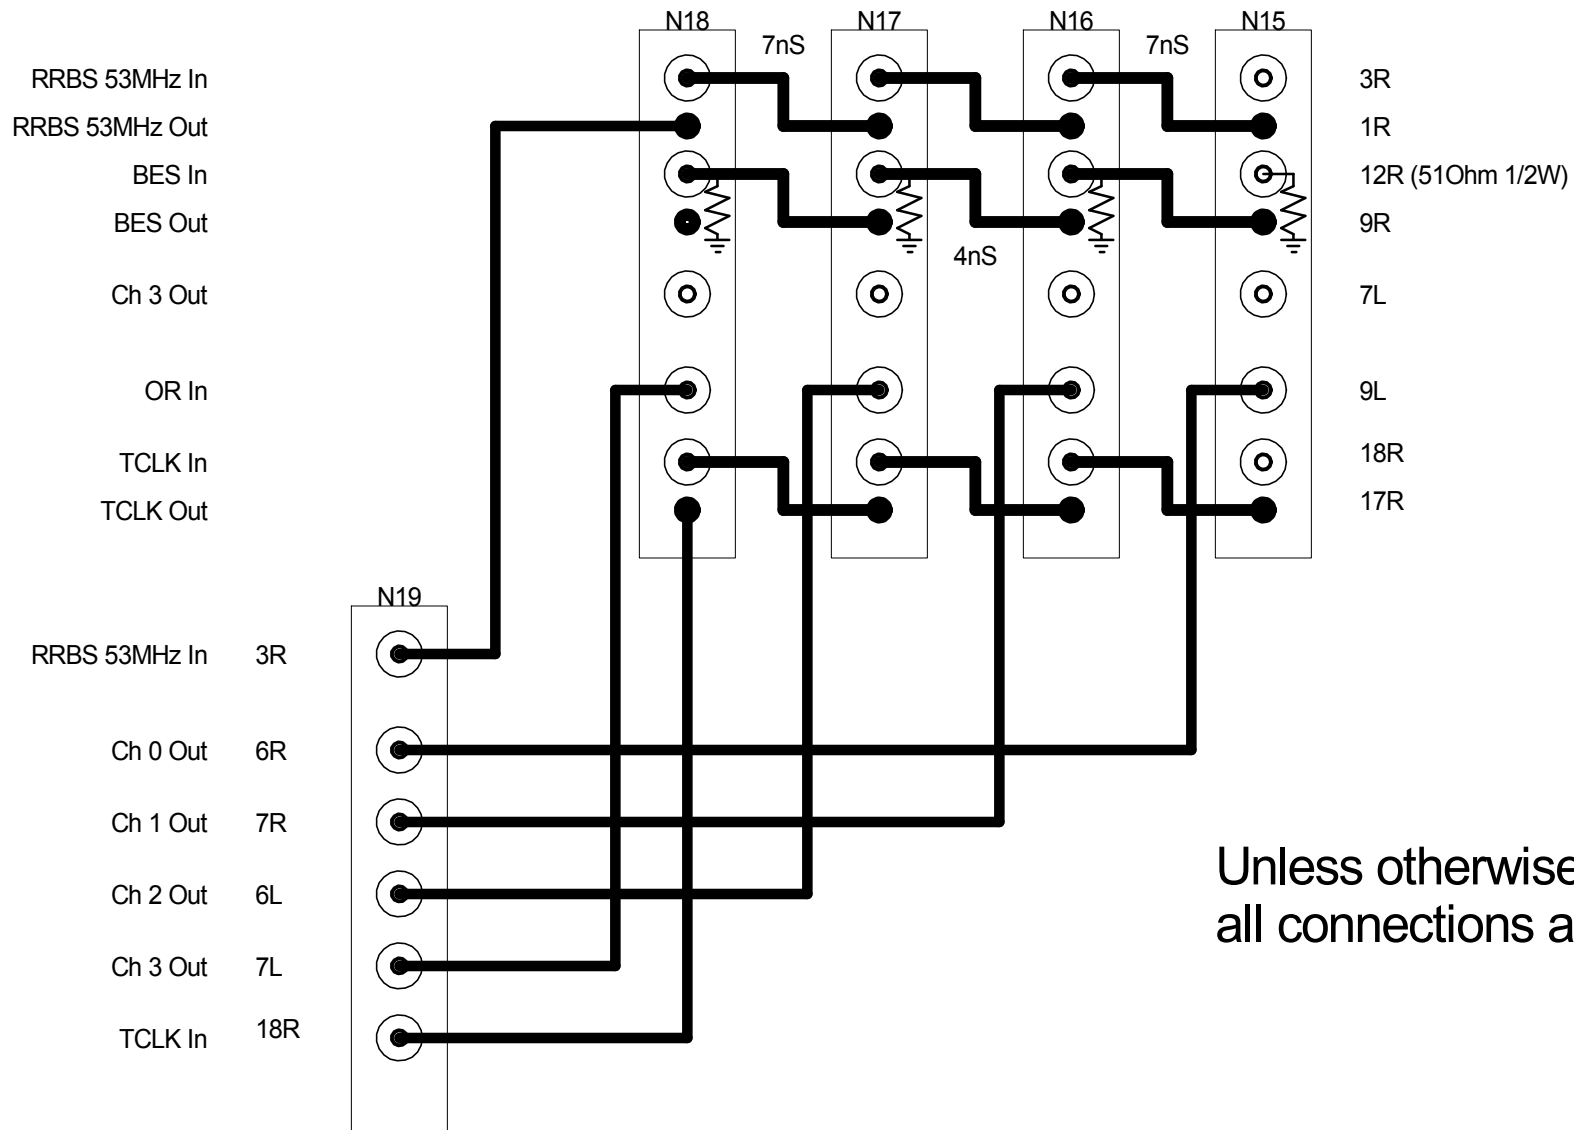 N18 N17 N16 N15
7nS 7nS
RRBS 53MHz In 3R
RRBS 53MHz Out 1R
BES In 12R (51Ohm 1/2W)
BES Out 9R
4nS
Ch 3 Out 7L
OR In 9L
TCLK In 18R
TCLK Out 17R
N19
RRBS 53MHz In 3R
Ch 0 Out 6R
Ch 1 Out 7R
Ch 2 Out 6L
Ch 3 Out 7L
TCLK In 18R
Unless otherwise
all connections a